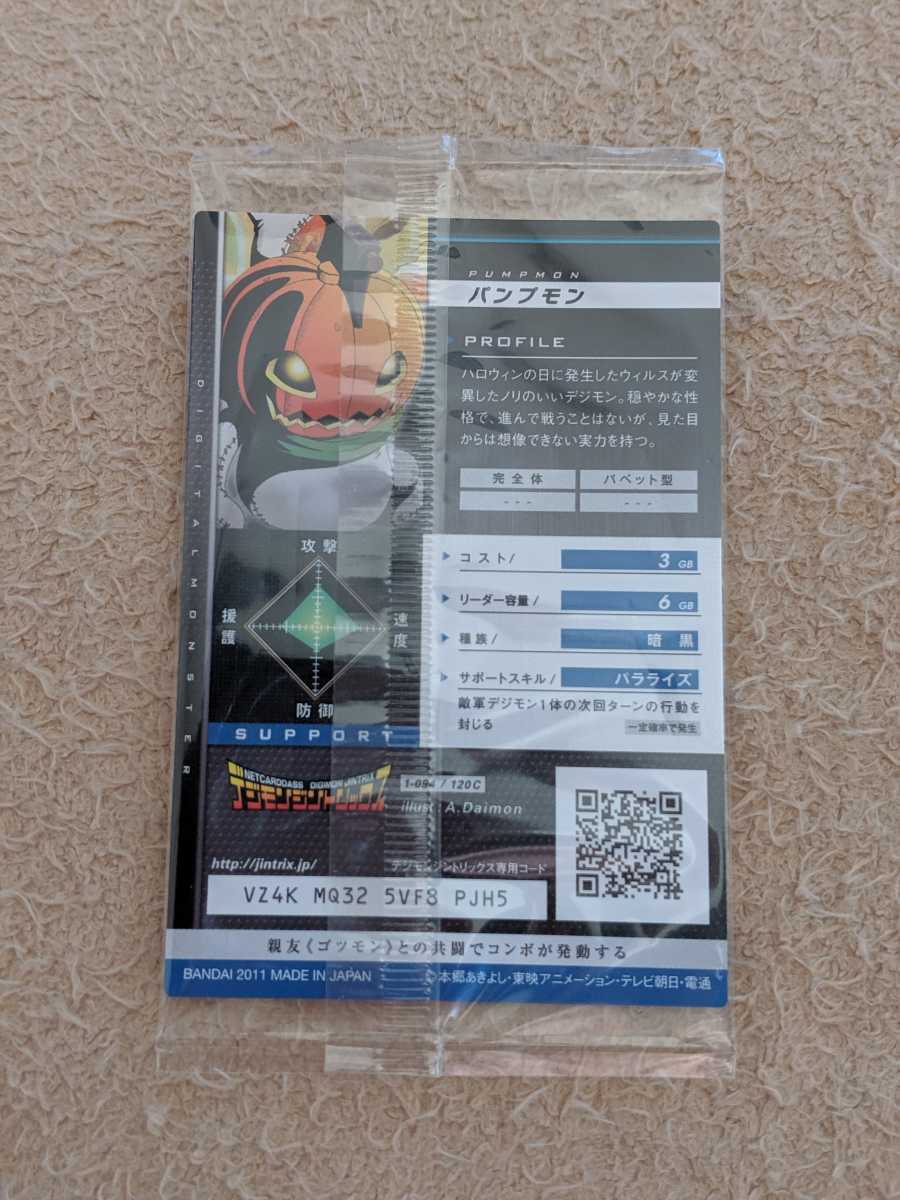 PUMPMON
パンプモン
PROFILE
ハロウィンの日に発生したウィルスが変
異したノリのいいデジモン。穏やかな性
格で、進んで戦うことはないが、見た目
からは想像できない実力を持つ。
完全体
パペット型
---
---
DIGITALMONSTER
攻撃
援護
速度
防御
SUPPORT
コスト/ 3 GB
リーダー容量/ 6 GB
種族/ 暗黒
サポートスキル/ パラライズ
敵軍デジモン1体の次回ターンの行動を
封じる
一定確率で発生
NETCARDDASS DIGIMON JINTRIX
デジモンジントリックス
1-094/120C
illust:A.Daimon
http://jintrix.jp/
デジモンジントリックス専用コード
VZ4K MQ32 5VF8 PJH5
親友《ゴツモン》との共闘でコンボが発動する
BANDAI 2011 MADE IN JAPAN
©本郷あきよし・東映アニメーション・テレビ朝日・電通